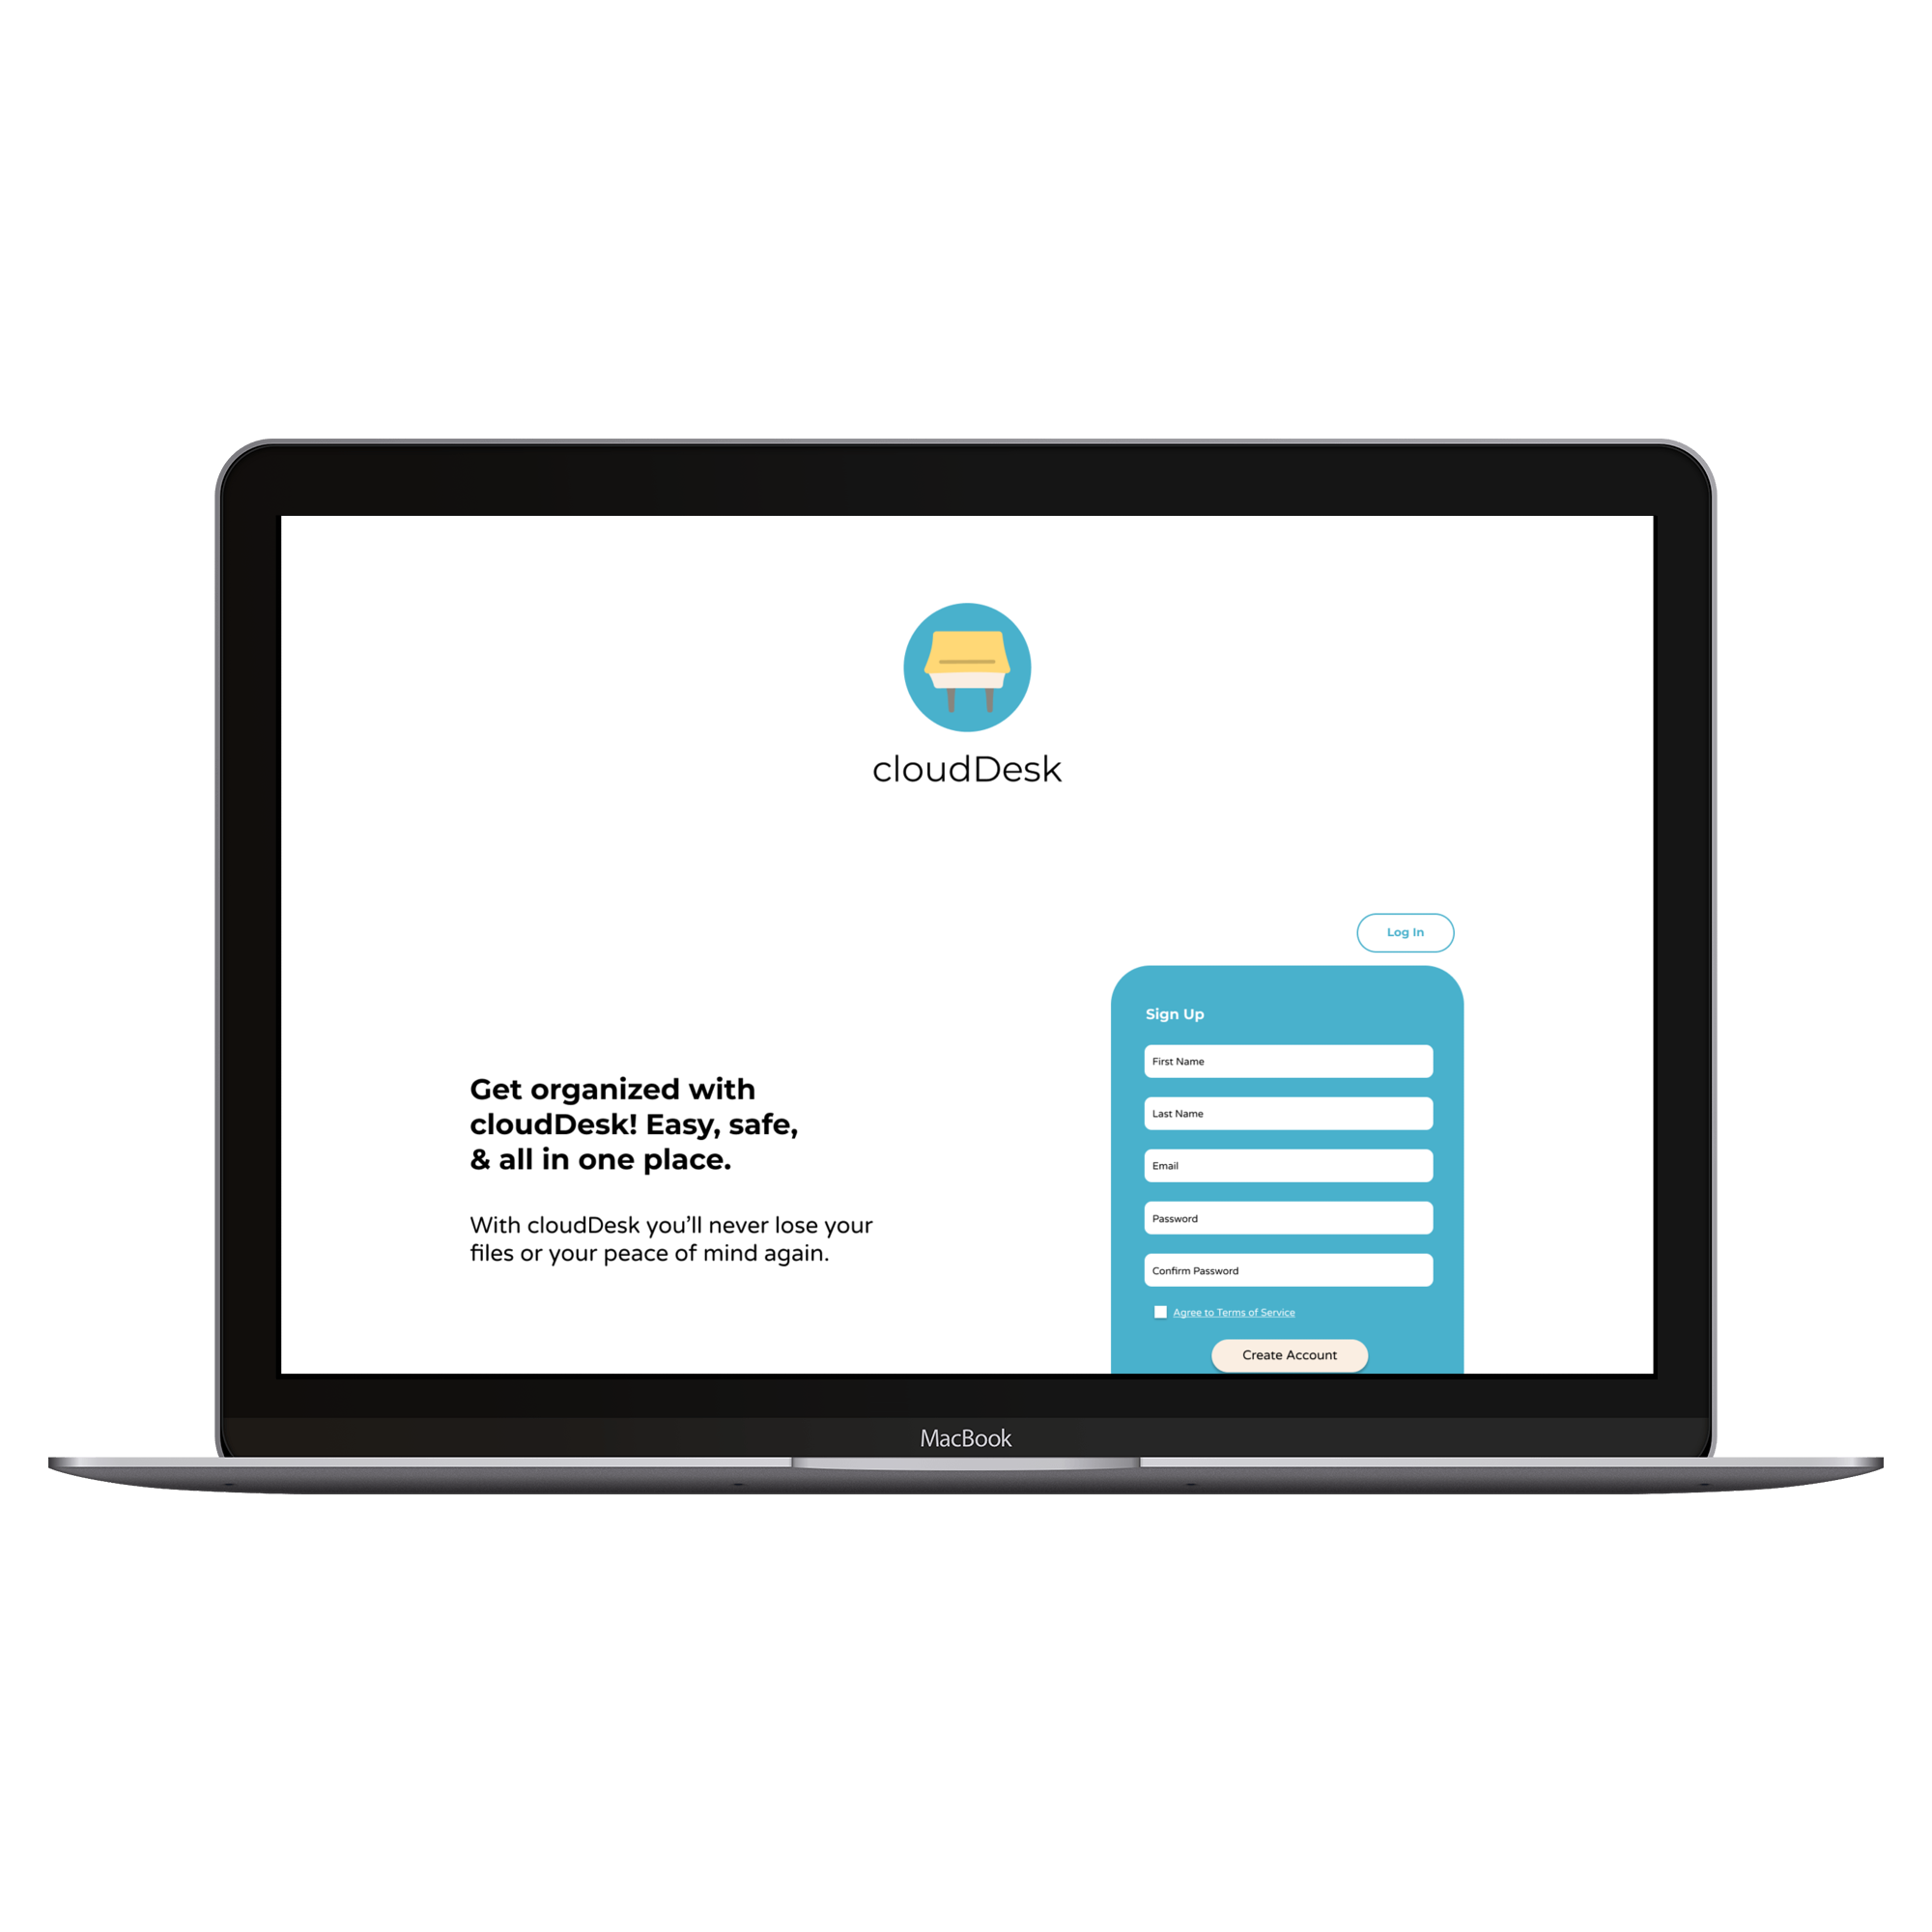 cloudDesk
Log In
Sign Up
First Name
Last Name
Email
Password
Confirm Password
Agree to Terms of Service
Create Account
Get organized with
cloudDesk! Easy, safe,
& all in one place.
With cloudDesk you’ll never lose your
files or your peace of mind again.
MacBook